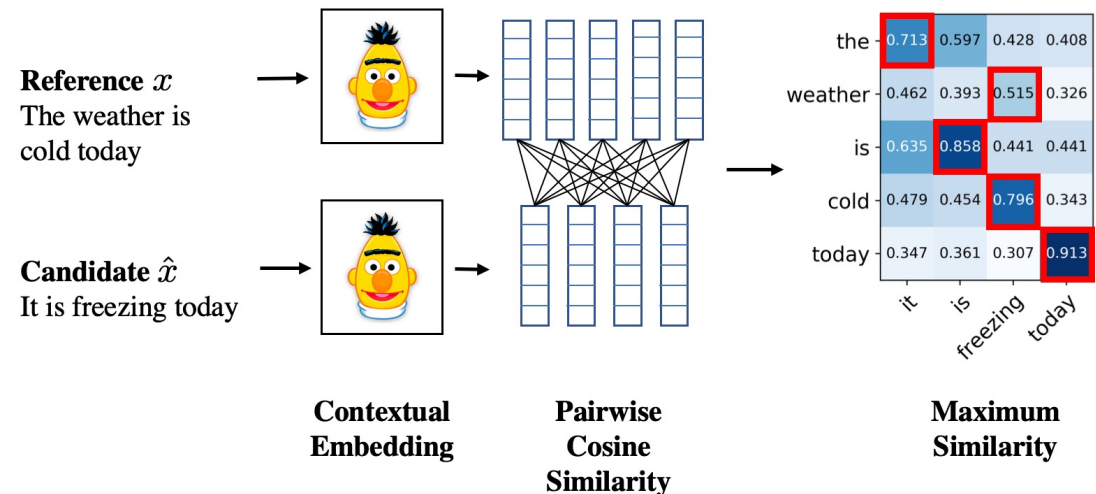 Reference x
The weather is
cold today
Candidate x̂
It is freezing today
the 0.713 0.597 0.428 0.408
weather 0.462 0.393 0.515 0.326
is 0.635 0.858 0.441 0.441
cold 0.479 0.454 0.796 0.343
today 0.347 0.361 0.307 0.913
it is freezing today
Contextual
Embedding
Pairwise
Cosine
Similarity
Maximum
Similarity